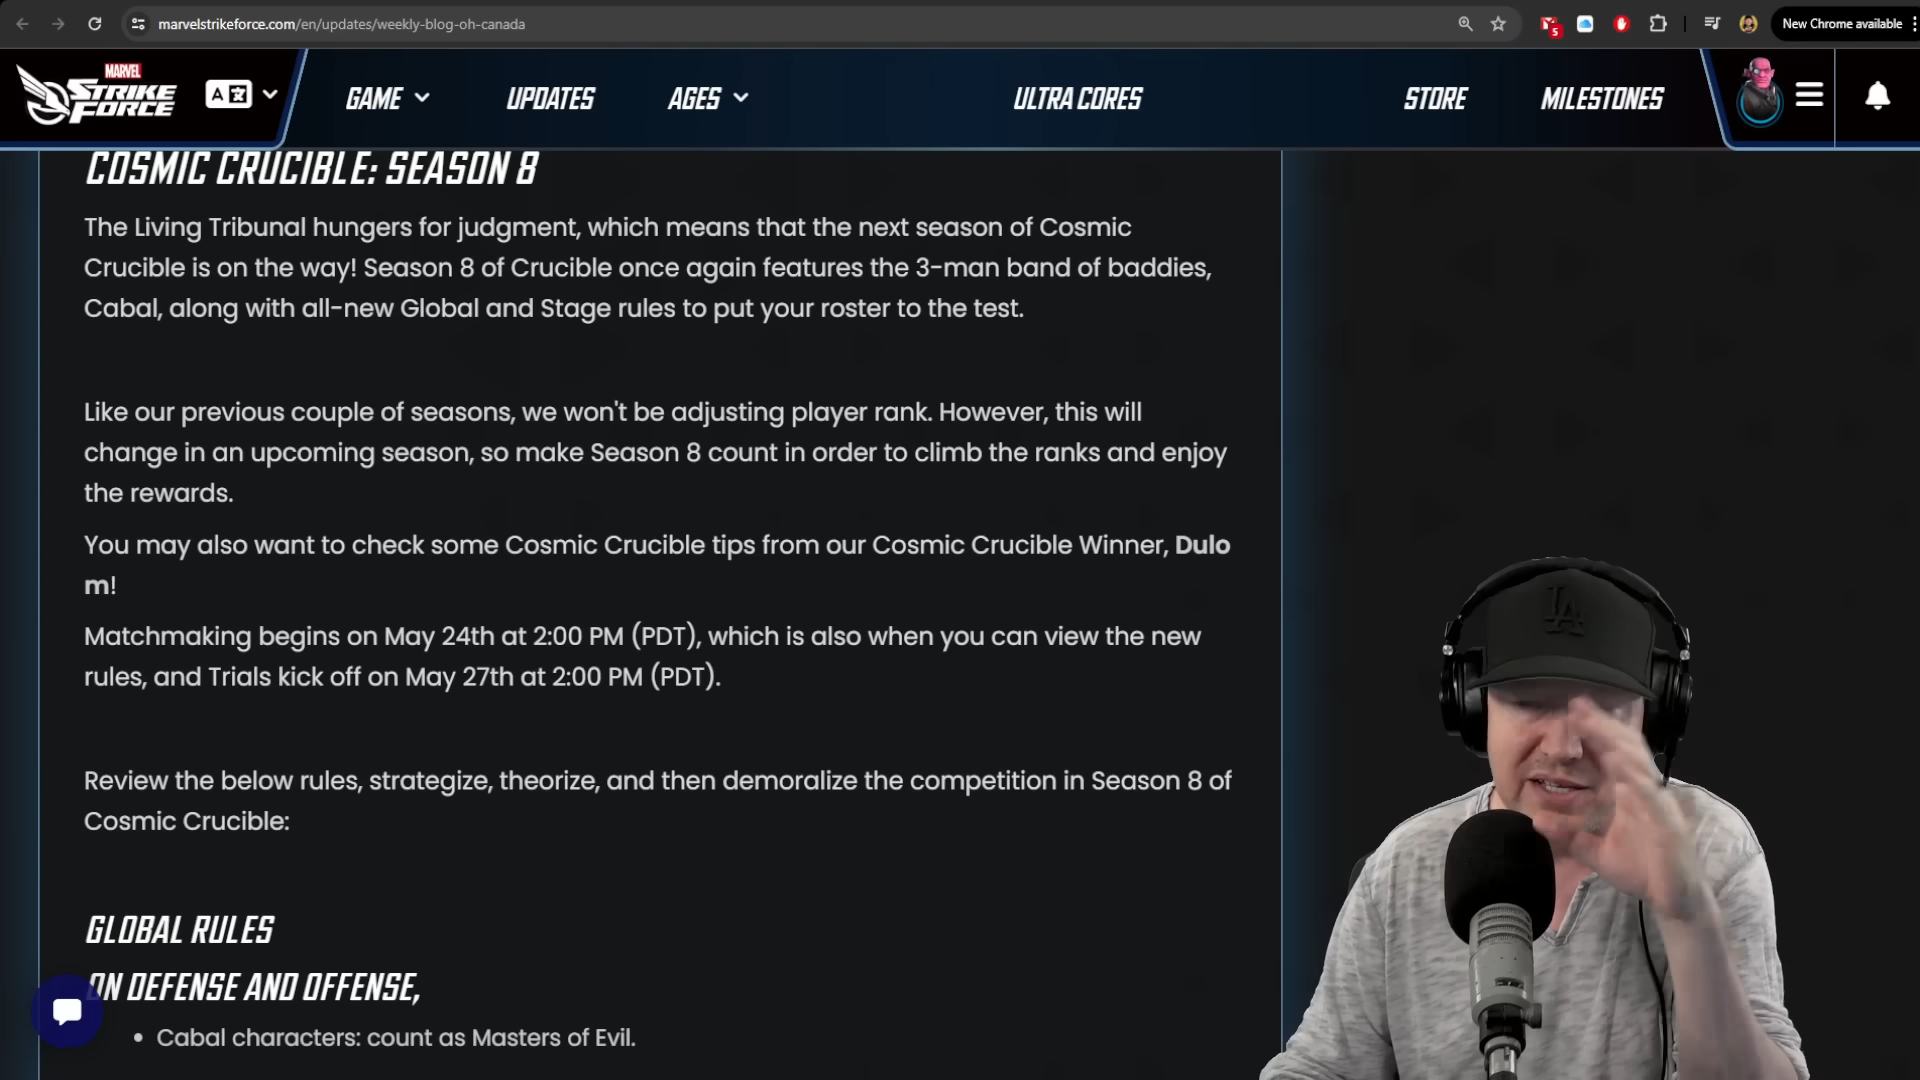 marvelstrikeforce.com/en/updates/weekly-blog-oh-canada
5
New Chrome available
MARVEL
STRIKE
FORCE
A
GAME
UPDATES
AGES
ULTRA CORES
STORE
MILESTONES
COSMIC CRUCIBLE: SEASON 8
The Living Tribunal hungers for judgment, which means that the next season of Cosmic
Crucible is on the way! Season 8 of Crucible once again features the 3-man band of baddies,
Cabal, along with all-new Global and Stage rules to put your roster to the test.
Like our previous couple of seasons, we won't be adjusting player rank. However, this will
change in an upcoming season, so make Season 8 count in order to climb the ranks and enjoy
the rewards.
You may also want to check some Cosmic Crucible tips from our Cosmic Crucible Winner, Dulo
m!
Matchmaking begins on May 24th at 2:00 PM (PDT), which is also when you can view the new
rules, and Trials kick off on May 27th at 2:00 PM (PDT).
Review the below rules, strategize, theorize, and then demoralize the competition in Season 8 of
Cosmic Crucible:
GLOBAL RULES
ON DEFENSE AND OFFENSE,
• Cabal characters: count as Masters of Evil.
LA